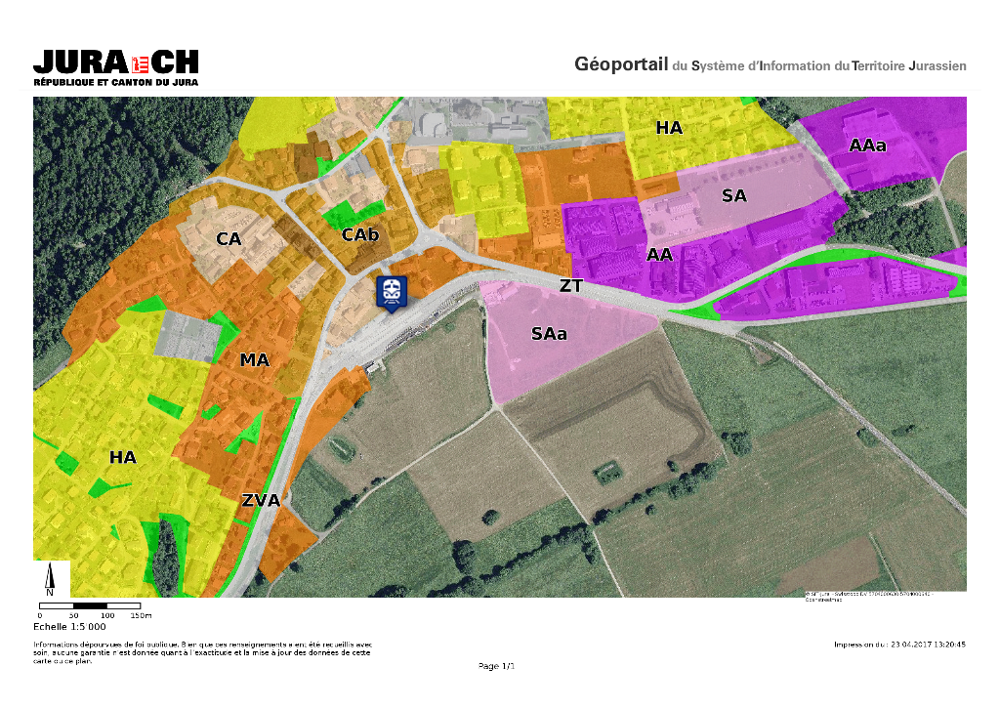 JURA CH
RÉPUBLIQUE ET CANTON DU JURA
Géoportail du Système d'Information du Territoire Jurassien
HA
AAa
SA
CA
CAb
AA
ZT
SAa
MA
HA
ZVA
N
0 50 100 150m
Echelle 1:5'000
Informations dépourvues de foi publique. Bien que ces renseignements aient été recueillis avec
soin, aucune garantie n'est donnée quant à l'exactitude et la mise à jour des données de cette
carte ou ce plan.
Page 1/1
Openstreetmap
Impression du : 23.04.2017 13:20:45